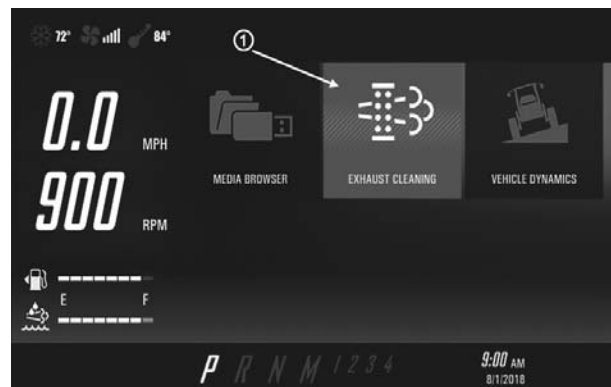 72° 84° ①
0.0 MPH
MEDIA BROWSER EXHAUST CLEANING VEHICLE DYNAMICS
900 RPM
E F
P R N M 1 2 3 4 9:00 AM
8/1/2018